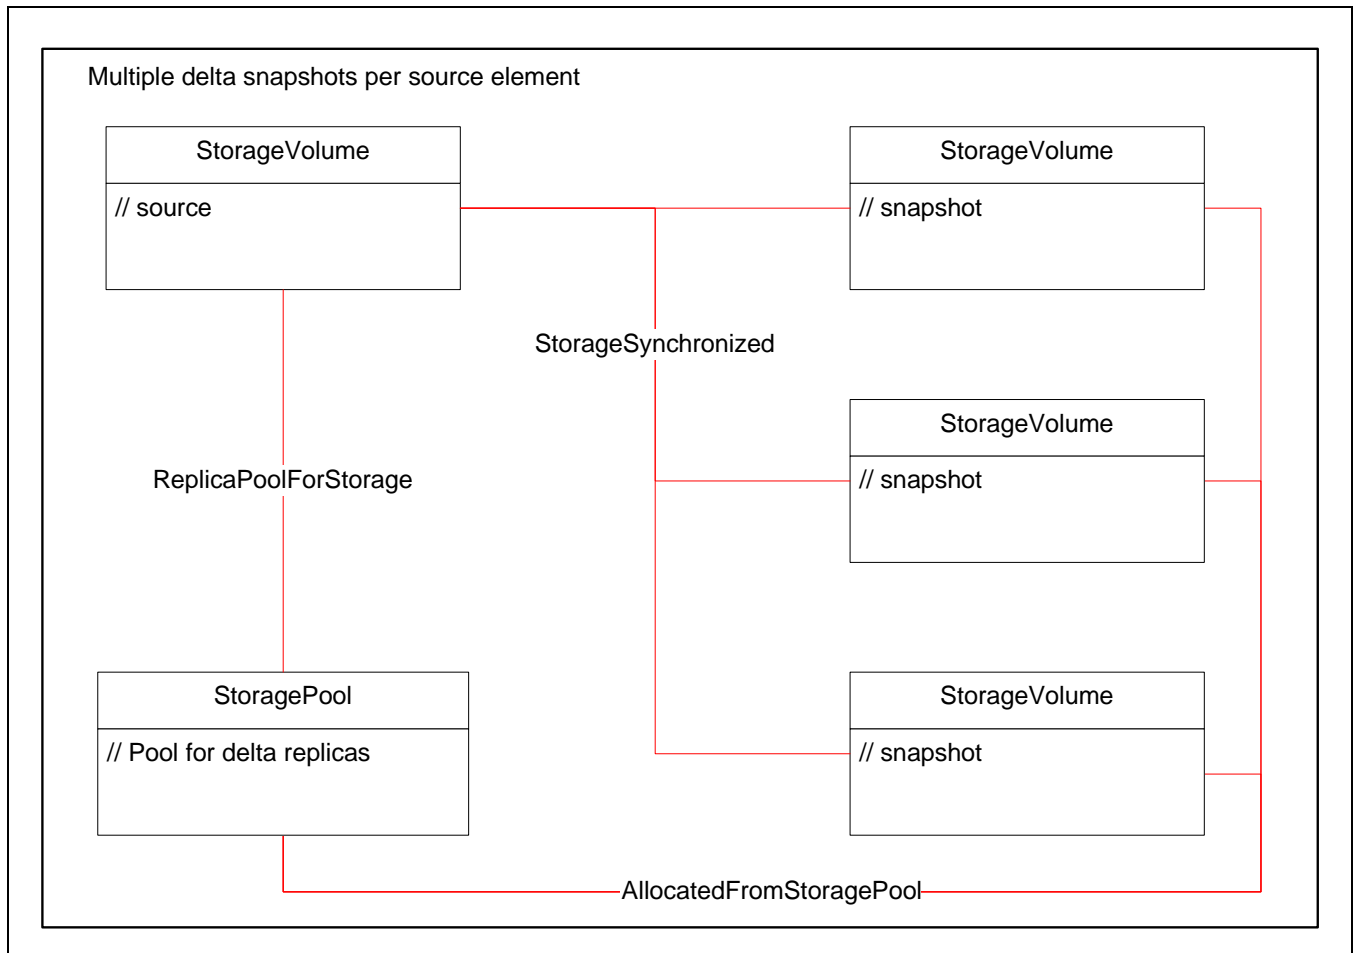 Multiple delta snapshots per source element
StorageVolume
// source
StorageVolume
// snapshot
StorageSynchronized
StorageVolume
// snapshot
ReplicaPoolForStorage
StoragePool
// Pool for delta replicas
StorageVolume
// snapshot
AllocatedFromStoragePool